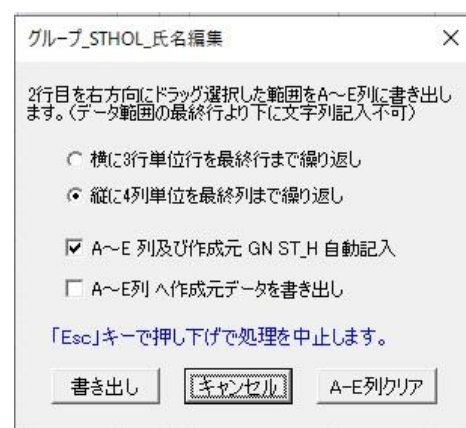 グループ_STHOL_氏名編集
2行目を右方向にドラッグ選択した範囲をA～E列に書き出し
ます。（データ範囲の最終行より下に文字列記入不可）
横に3行単位行を最終行まで繰り返し
縦に4列単位を最終列まで繰り返し
A～E 列及び作成元 GN ST_H 自動記入
A～E列 へ作成元データを書き出し
「Esc」キーで押し下げで処理を中止します。
書き出し キャンセル A-E列クリア